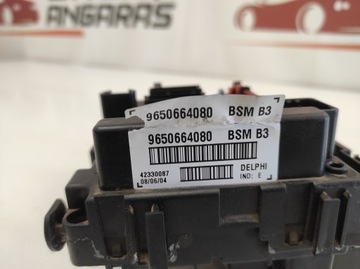 ANGARAS
9650664080 BSM B3
9650664080 BSM B3
42330087
08/06/04
DELPHI
IND: E